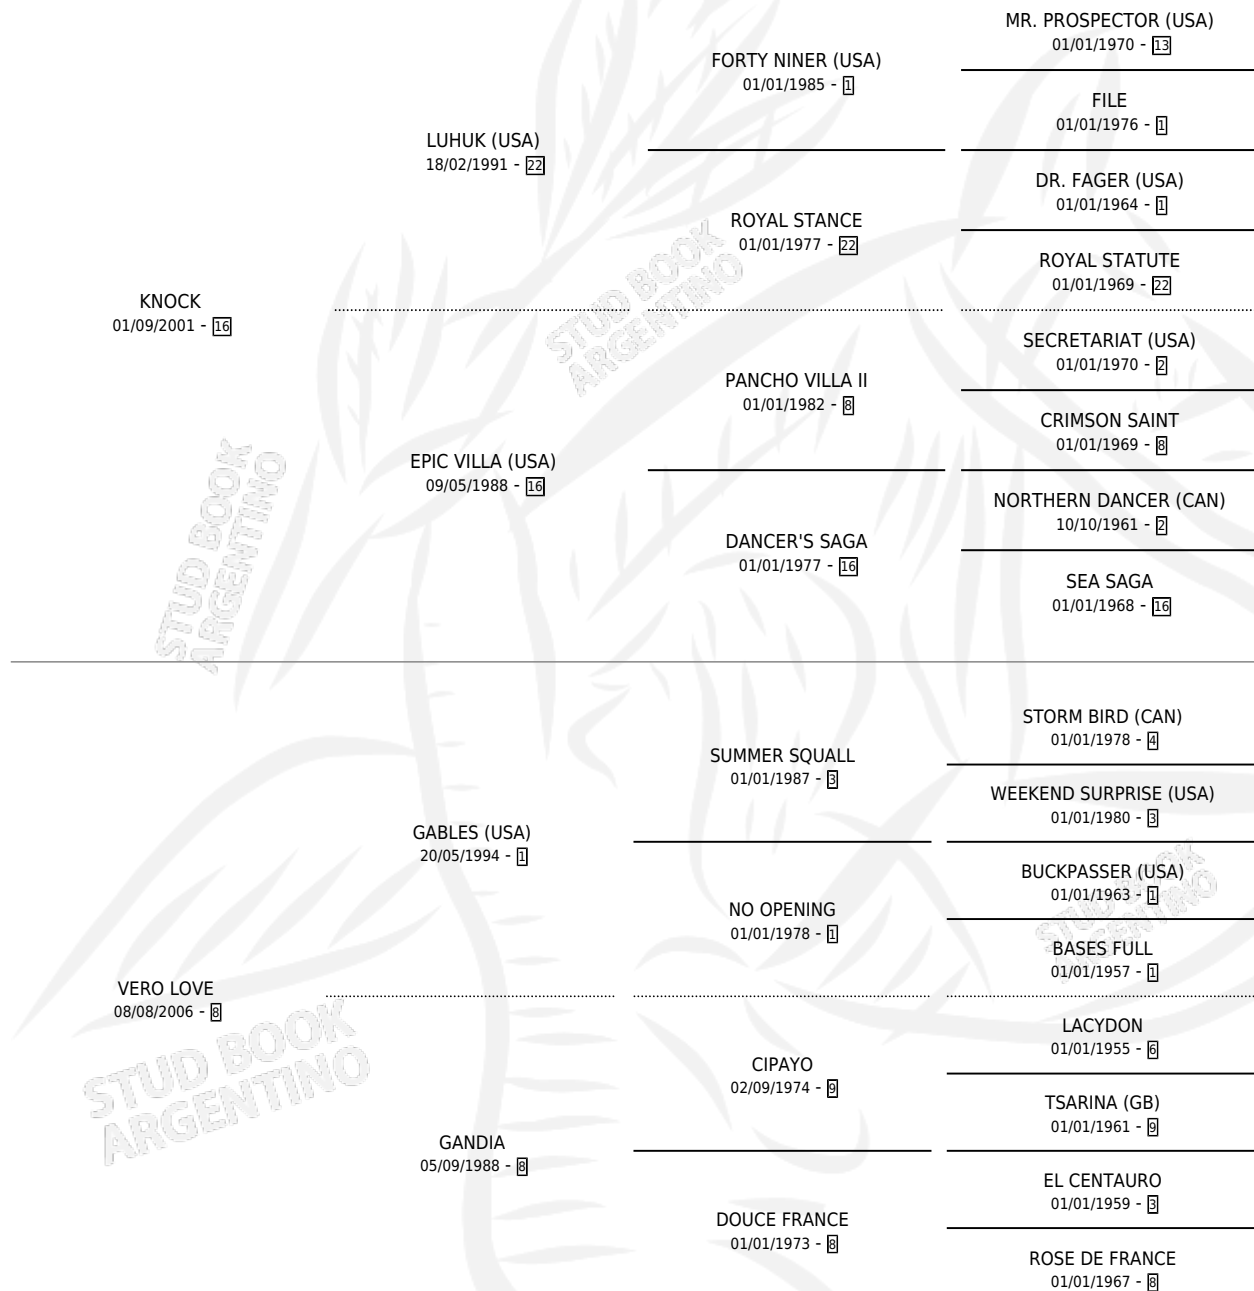 MR. PROSPECTOR (USA)
01/01/1970 - 13
FORTY NINER (USA)
01/01/1985 - 1
FILE
01/01/1976 - 1
LUHUK (USA)
18/02/1991 - 22
DR. FAGER (USA)
01/01/1964 - 1
ROYAL STANCE
01/01/1977 - 22
ROYAL STATUTE
01/01/1969 - 22
KNOCK
01/09/2001 - 16
STUD BOOK
ARGENTINO
SECRETARIAT (USA)
01/01/1970 - 2
PANCHO VILLA II
01/01/1982 - 8
CRIMSON SAINT
01/01/1969 - 8
EPIC VILLA (USA)
09/05/1988 - 16
NORTHERN DANCER (CAN)
10/10/1961 - 2
DANCER'S SAGA
01/01/1977 - 16
SEA SAGA
01/01/1968 - 16
STUD BOOK
ARGENTINO
STORM BIRD (CAN)
01/01/1978 - 4
SUMMER SQUALL
01/01/1987 - 3
WEEKEND SURPRISE (USA)
01/01/1980 - 3
GABLES (USA)
20/05/1994 - 1
BUCKPASSER (USA)
01/01/1963 - 1
NO OPENING
01/01/1978 - 1
STUD BOOK
ARGENTINO
BASES FULL
01/01/1957 - 1
VERO LOVE
08/08/2006 - 8
LACYDON
01/01/1955 - 6
STUD BOOK
ARGENTINO
CIPAYO
02/09/1974 - 9
TSARINA (GB)
01/01/1961 - 9
GANDIA
05/09/1988 - 8
EL CENTAURO
01/01/1959 - 3
DOUCE FRANCE
01/01/1973 - 8
ROSE DE FRANCE
01/01/1967 - 8